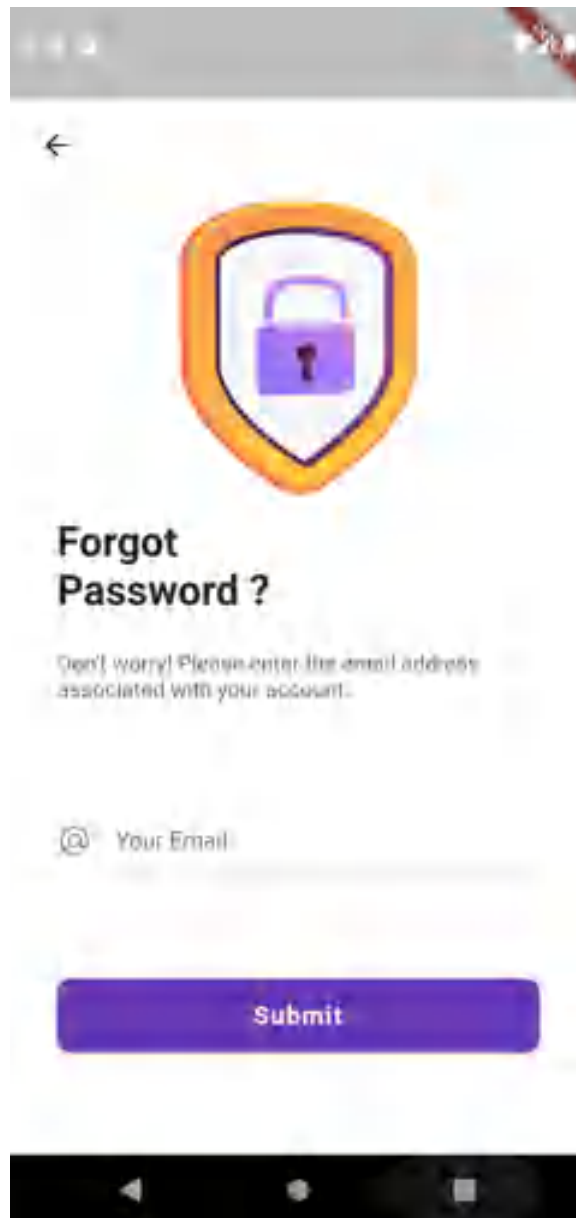 Forgot
Password ?
Don't worry! Please enter the email address
associated with your account.
@ Your Email
Submit